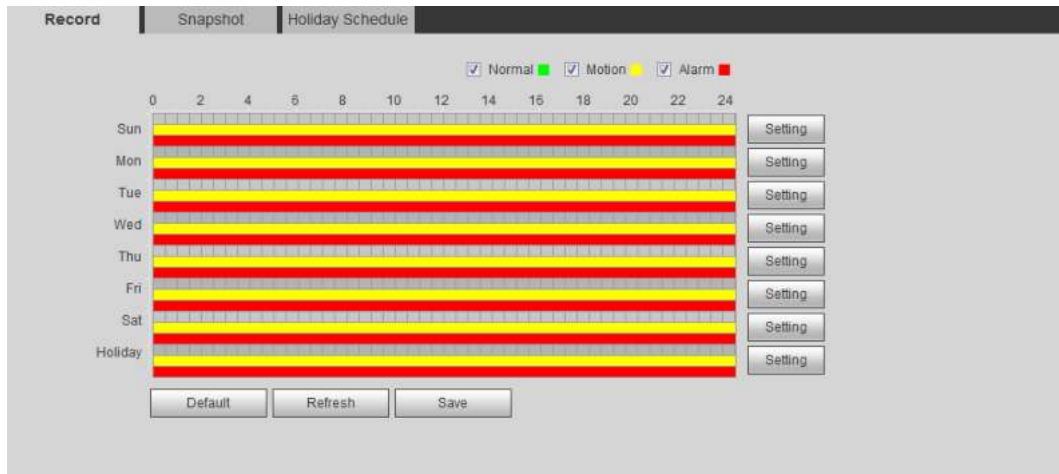 Record Snapshot Holiday Schedule
Normal Motion Alarm
0 2 4 6 8 10 12 14 16 18 20 22 24
Sun Setting
Mon Setting
Tue Setting
Wed Setting
Thu Setting
Fri Setting
Sat Setting
Holiday Setting
Default Refresh Save